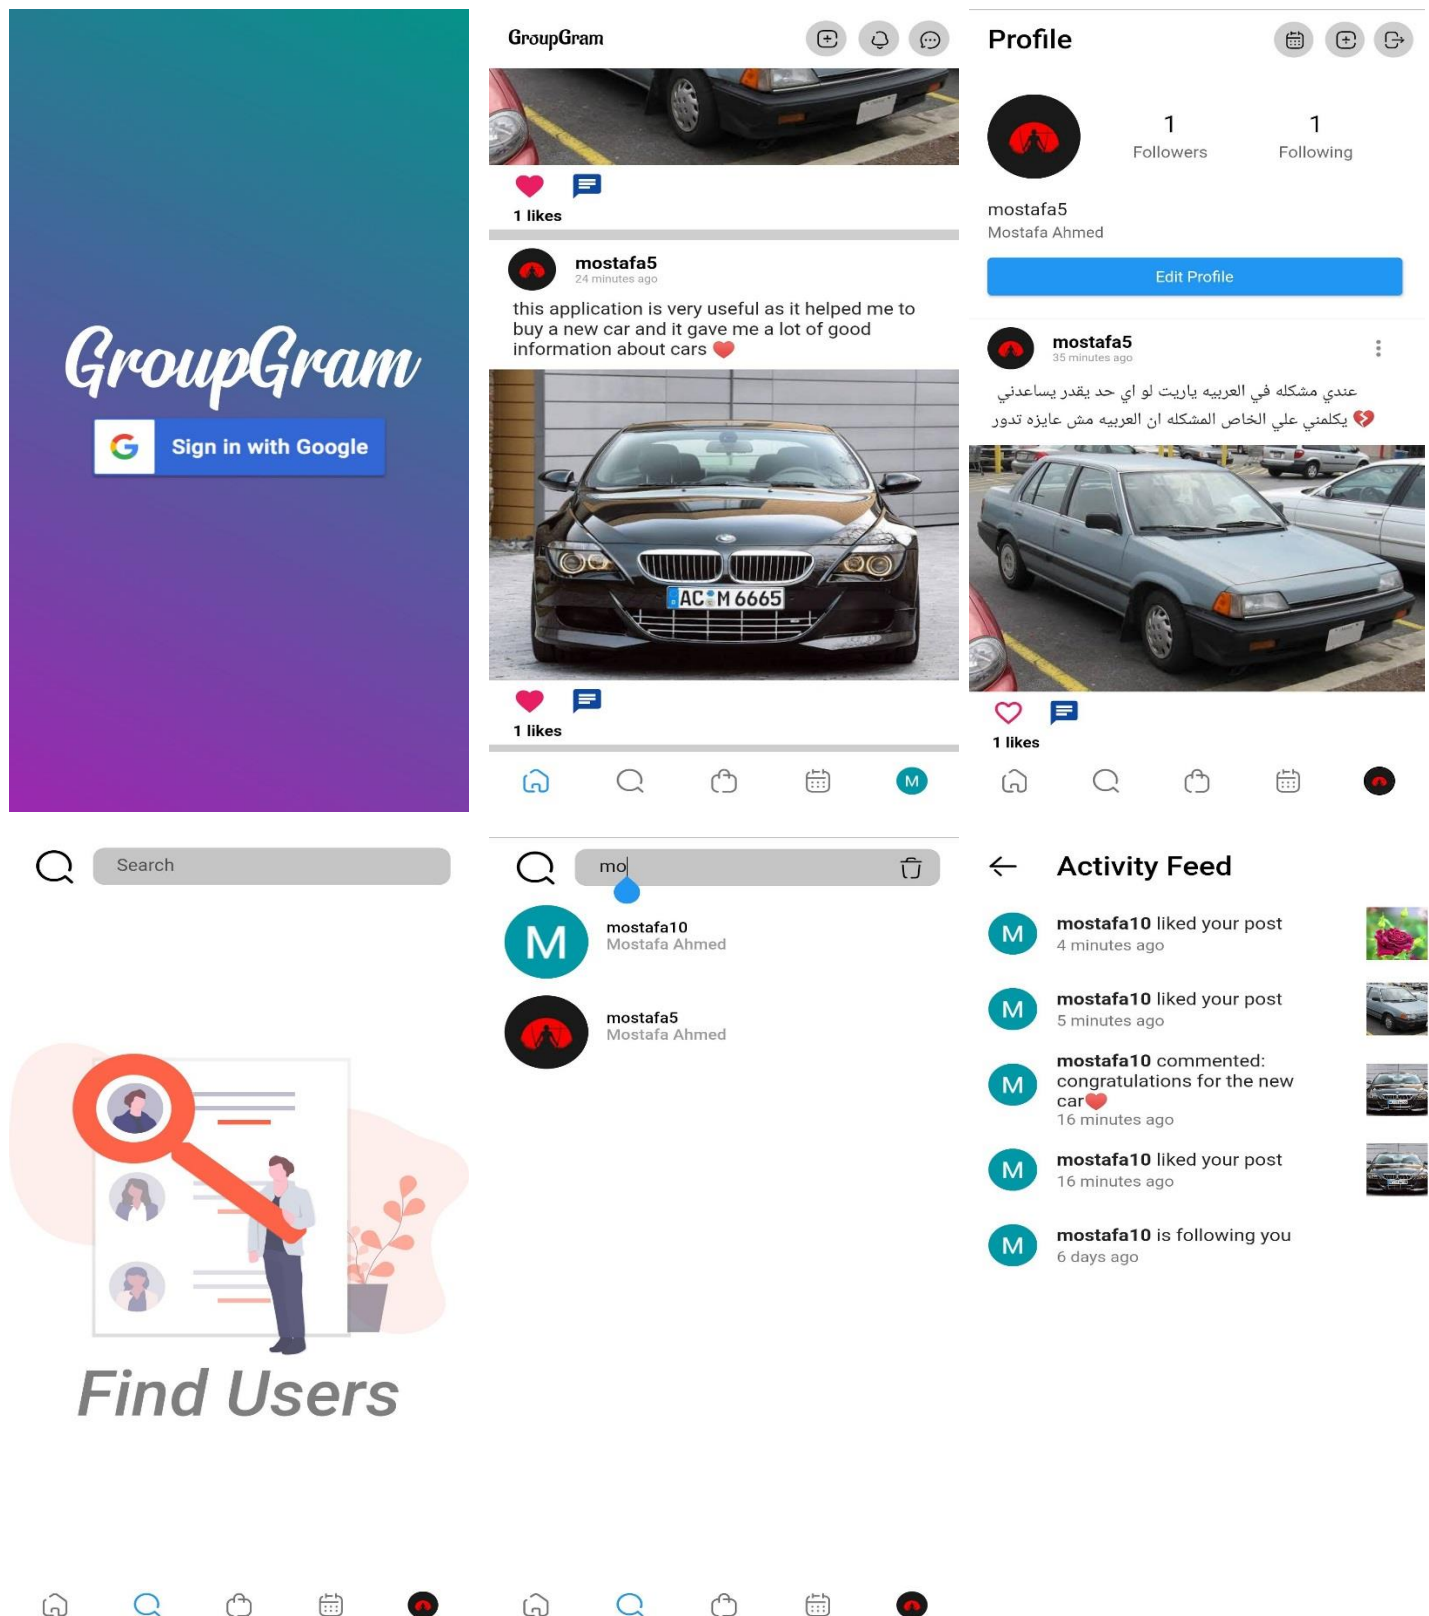 GroupGram
Sign in with Google
GroupGram
1 likes
mostafa5
24 minutes ago
this application is very useful as it helped me to
buy a new car and it gave me a lot of good
information about cars ❤️
AC M 6665
1 likes
M
Profile
1
Followers
1
Following
mostafa5
Mostafa Ahmed
Edit Profile
mostafa5
35 minutes ago
عندي مشكله في العربيه ياريت لو اي حد يقدر يساعدني
يكلمني علي الخاص المشكله ان العربيه مش عايزه تدور 💔
1 likes
Search
Find Users
mo
M
mostafa10
Mostafa Ahmed
mostafa5
Mostafa Ahmed
Activity Feed
M
mostafa10 liked your post
4 minutes ago
M
mostafa10 liked your post
5 minutes ago
M
mostafa10 commented:
congratulations for the new
car❤️
16 minutes ago
M
mostafa10 liked your post
16 minutes ago
M
mostafa10 is following you
6 days ago